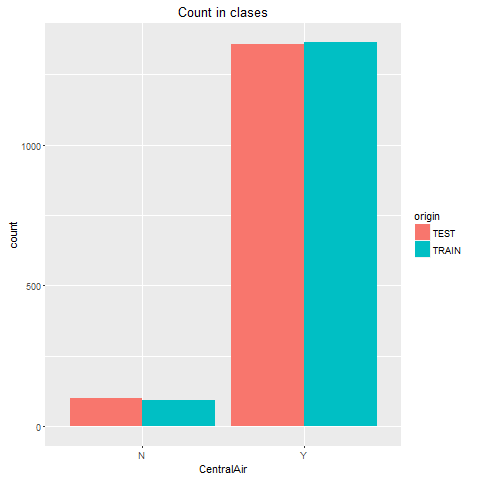 Count in clases
1000
500
0
count
N
Y
CentralAir
origin
TEST
TRAIN